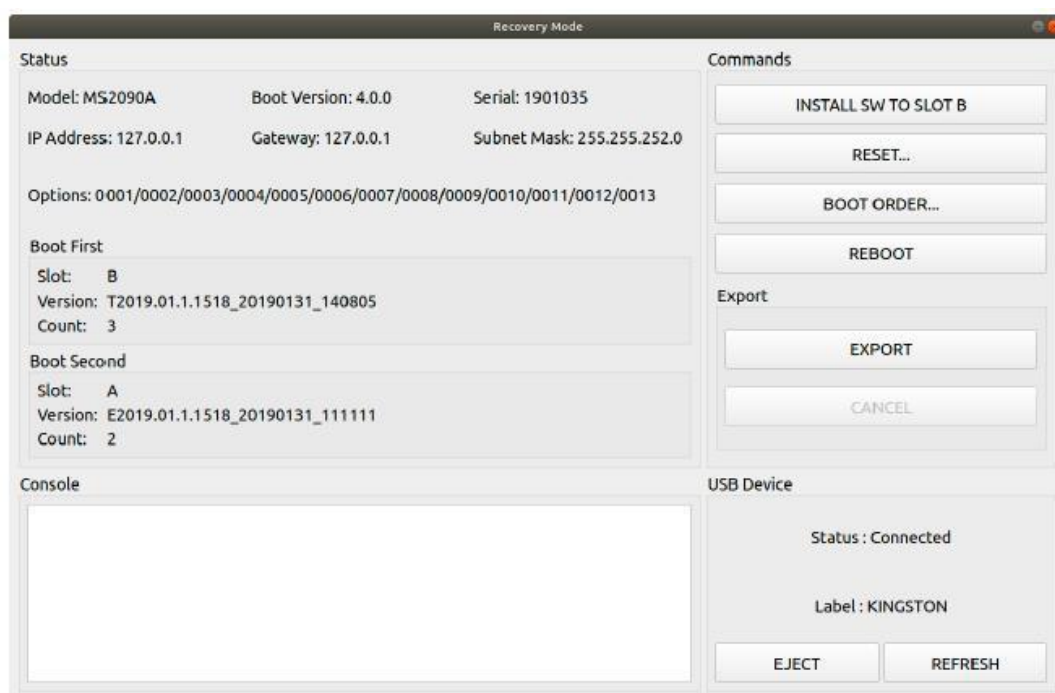 Recovery Mode
Status
Model: MS2090A Boot Version: 4.0.0 Serial: 1901035
IP Address: 127.0.0.1 Gateway: 127.0.0.1 Subnet Mask: 255.255.252.0
Options: 0001/0002/0003/0004/0005/0006/0007/0008/0009/0010/0011/0012/0013
Boot First
Slot: B
Version: T2019.01.1.1518_20190131_140805
Count: 3
Boot Second
Slot: A
Version: E2019.01.1.1518_20190131_111111
Count: 2
Console
Commands
INSTALL SW TO SLOT B
RESET...
BOOT ORDER...
REBOOT
Export
EXPORT
CANCEL
USB Device
Status : Connected
Label : KINGSTON
EJECT REFRESH